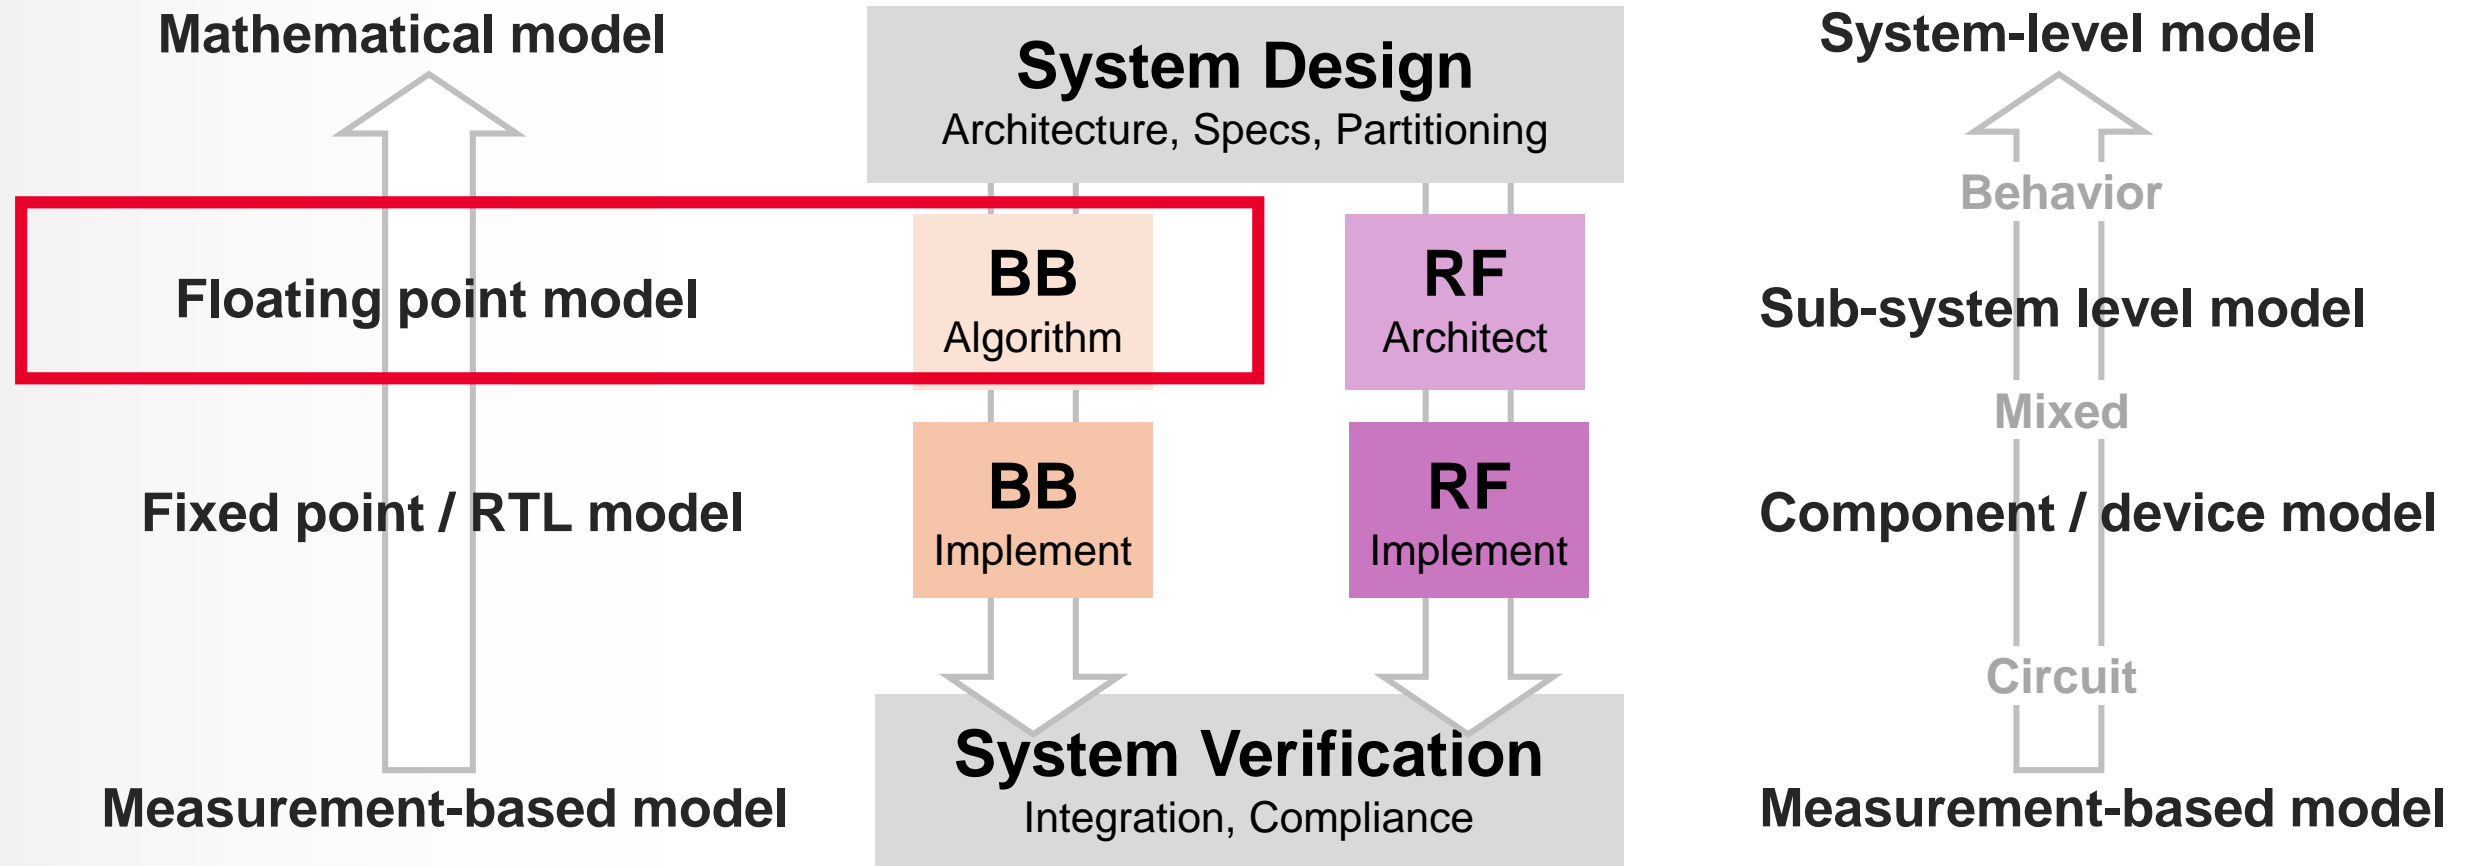 Mathematical model
System Design
Architecture, Specs, Partitioning
System-level model
Behavior
Floating point model
BB
Algorithm
RF
Architect
Sub-system level model
Mixed
Fixed point / RTL model
BB
Implement
RF
Implement
Component / device model
Circuit
Measurement-based model
System Verification
Integration, Compliance
Measurement-based model